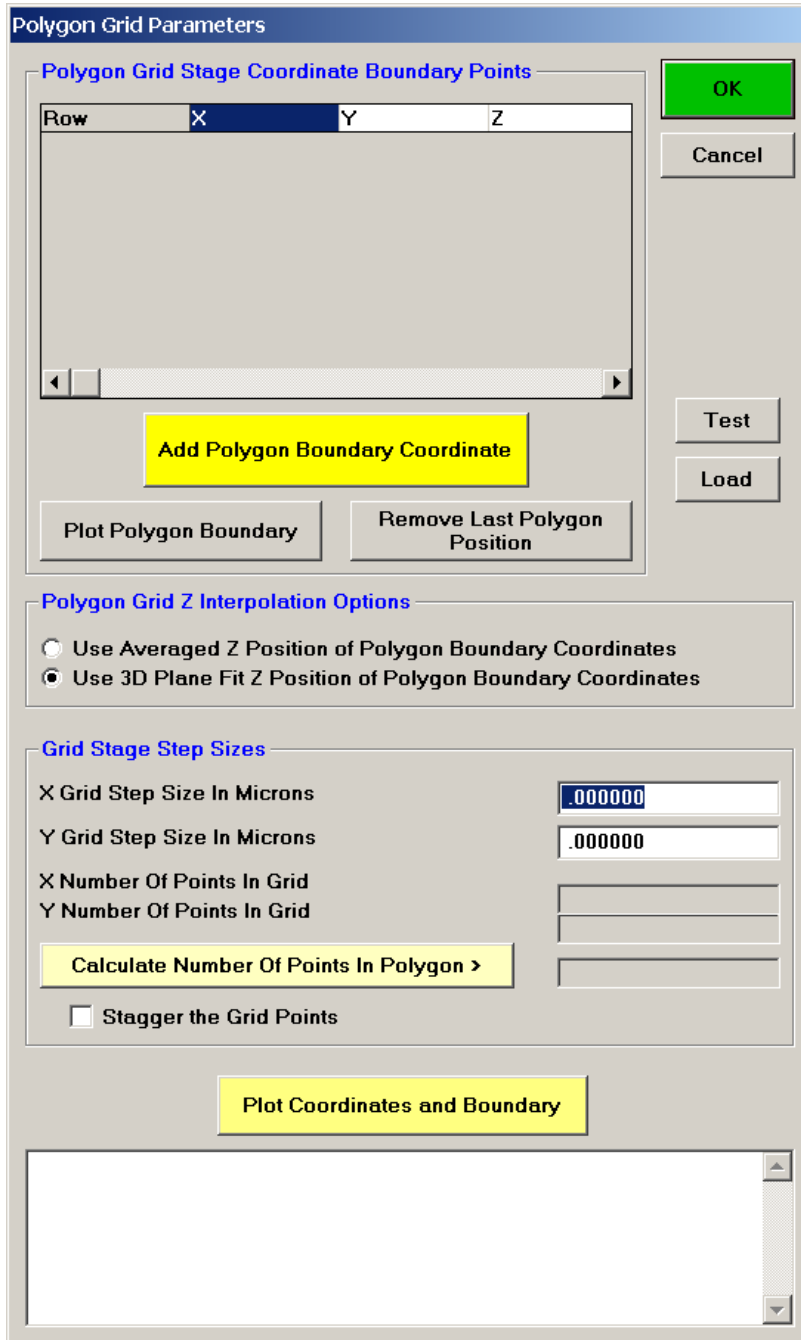 Polygon Grid Parameters
Polygon Grid Stage Coordinate Boundary Points
OK
Row X Y Z
Cancel
Test
Add Polygon Boundary Coordinate
Load
Plot Polygon Boundary
Remove Last Polygon
Position
Polygon Grid Z Interpolation Options
Use Averaged Z Position of Polygon Boundary Coordinates
Use 3D Plane Fit Z Position of Polygon Boundary Coordinates
Grid Stage Step Sizes
X Grid Step Size In Microns .000000
Y Grid Step Size In Microns .000000
X Number Of Points In Grid
Y Number Of Points In Grid
Calculate Number Of Points In Polygon >
Stagger the Grid Points
Plot Coordinates and Boundary